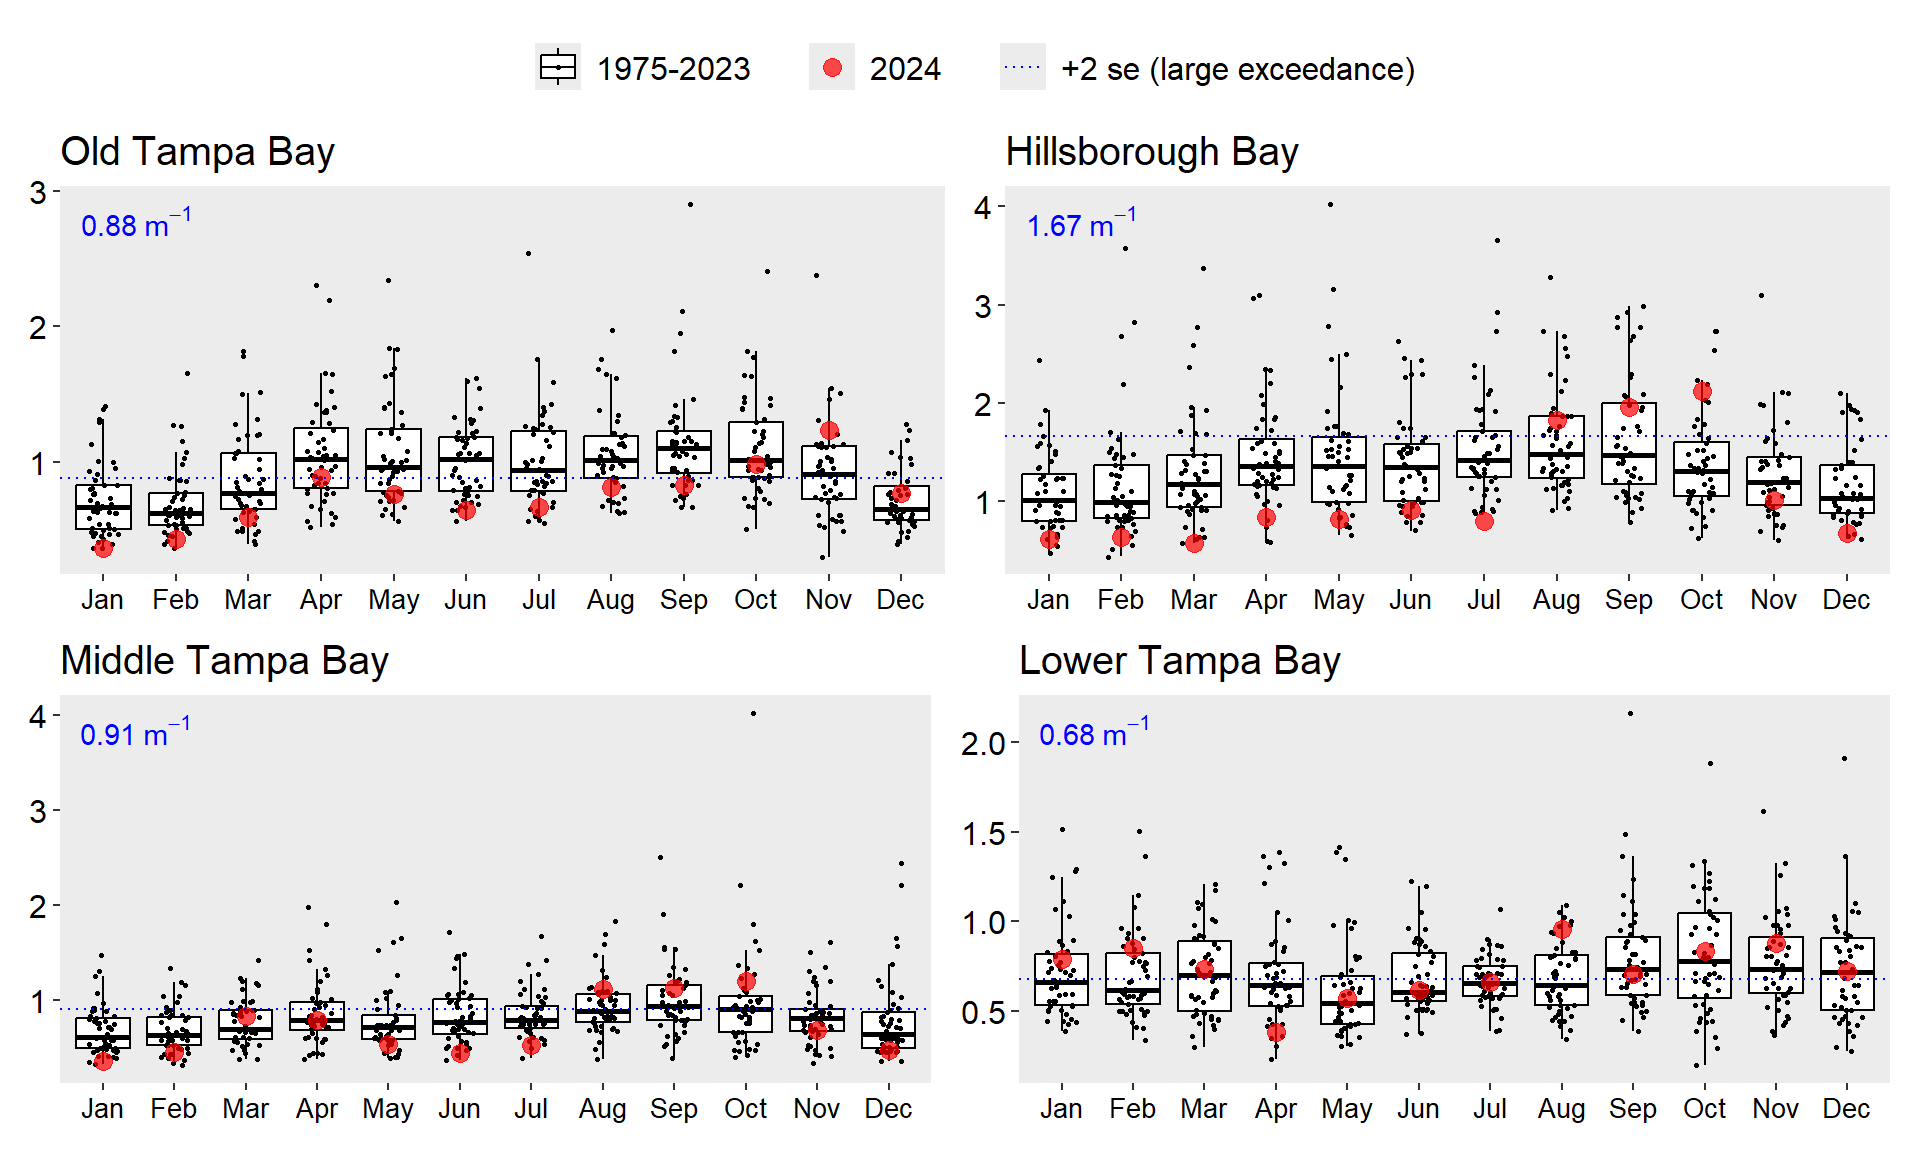 1975-2023 2024 +2 se (large exceedance)
Old Tampa Bay
0.88 m⁻¹
3
2
1
Jan Feb Mar Apr May Jun Jul Aug Sep Oct Nov Dec
Hillsborough Bay
1.67 m⁻¹
4
3
2
1
Jan Feb Mar Apr May Jun Jul Aug Sep Oct Nov Dec
Middle Tampa Bay
0.91 m⁻¹
4
3
2
1
Jan Feb Mar Apr May Jun Jul Aug Sep Oct Nov Dec
Lower Tampa Bay
0.68 m⁻¹
2.0
1.5
1.0
0.5
Jan Feb Mar Apr May Jun Jul Aug Sep Oct Nov Dec